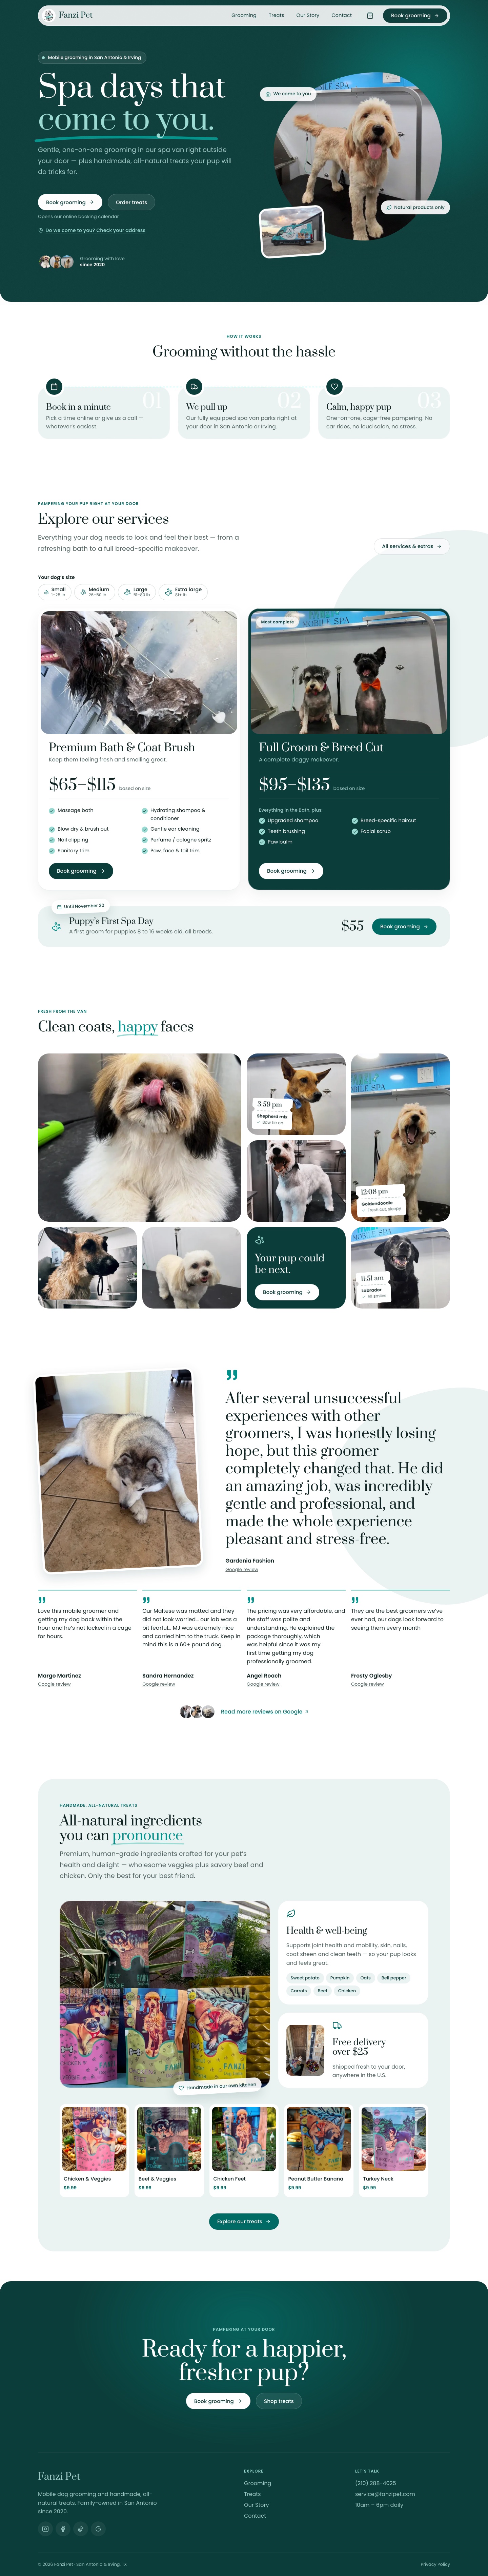 Fanzi Pet
Grooming
Treats
Our Story
Contact
Book grooming
Mobile grooming in San Antonio & Irving
Spa days that
come to you.
Gentle, one-on-one grooming in our spa van right outside
your door — plus handmade, all-natural treats your pup will
do tricks for.
Book grooming
Order treats
Opens our online booking calendar
Do we come to you? Check your address
Grooming with love
since 2020
We come to you
Natural products only
HOW IT WORKS
Grooming without the hassle
01
Book in a minute
Pick a time online or give us a call —
whatever's easiest.
02
We pull up
Our fully equipped spa van parks right at
your door in San Antonio or Irving.
03
Calm, happy pup
One-on-one, cage-free pampering. No
car rides, no loud salon, no stress.
PAMPERING YOUR PUP RIGHT AT YOUR DOOR
Explore our services
Everything your dog needs to look and feel their best — from a
refreshing bath to a full breed-specific makeover.
All services & extras
Your dog's size
Small
Medium
Large
Extra large
Premium Bath & Coat Brush
Keep them feeling fresh and smelling great.
$65–$115 based on size
Massage bath
Hydrating shampoo &
conditioner
Blow dry & brush out
Gentle ear cleaning
Nail clipping
Perfume / cologne spritz
Sanitary trim
Paw, face & tail trim
Book grooming
Most complete
MOBILE SPA
Full Groom & Breed Cut
A complete doggy makeover.
$95–$135 based on size
Everything in the Bath, plus:
Upgraded shampoo
Breed-specific haircut
Teeth brushing
Facial scrub
Paw balm
Book grooming
Until November 30
Puppy's First Spa Day
A first groom for puppies 8 to 16 weeks old, all breeds.
$55
Book grooming
FRESH FROM THE VAN
Clean coats, happy faces
3:59 pm
Shepherd mix
Bow tie on
12:08 pm
Goldendoodle
Fresh cut, sleepy
Your pup could
be next.
Book grooming
11:51 am
Labrador
All smiles
After several unsuccessful
experiences with other
groomers, I was honestly losing
hope, but this groomer
completely changed that. He did
an amazing job, was incredibly
gentle and professional, and
made the whole experience
pleasant and stress-free.
Gardenia Fashion
Google review
Love this mobile groomer and
getting my dog back within the
hour and he's not locked in a cage
for hours.
Margo Martinez
Google review
Our Maltese was matted and they
did not look worried... our lab was a
bit fearful... MJ was extremely nice
and carried him to the truck. Keep in
mind this is a 60+ pound dog.
Sandra Hernandez
Google review
The pricing was very affordable, and
the staff was polite and
understanding. He explained the
package thoroughly, which
was helpful since it was my
first time getting my dog
professionally groomed.
Angel Roach
Google review
They are the best groomers we've
ever had, our dogs look forward to
seeing them every month
Frosty Oglesby
Google review
Read more reviews on Google
HANDMADE, ALL-NATURAL TREATS
All-natural ingredients
you can pronounce
Premium, human-grade ingredients crafted for your pet's
health and delight — wholesome veggies plus savory beef and
chicken. Only the best for your best friend.
Handmade in our own kitchen
Health & well-being
Supports joint health and mobility, skin, nails,
coat sheen and clean teeth — so your pup looks
and feels great.
Sweet potato
Pumpkin
Oats
Bell pepper
Carrots
Beef
Chicken
Free delivery
over $25
Shipped fresh to your door,
anywhere in the U.S.
Chicken & Veggies
$9.99
Beef & Veggies
$9.99
Chicken Feet
$9.99
Peanut Butter Banana
$9.99
Turkey Neck
$9.99
Explore our treats
PAMPERING AT YOUR DOOR
Ready for a happier,
fresher pup?
Book grooming
Shop treats
Fanzi Pet
Mobile dog grooming and handmade, all-
natural treats. Family-owned in San Antonio
since 2020.
EXPLORE
Grooming
Treats
Our Story
Contact
LET'S TALK
(210) 288-4025
service@fanzipet.com
10am – 6pm daily
© 2026 Fanzi Pet · San Antonio & Irving, TX
Privacy Policy